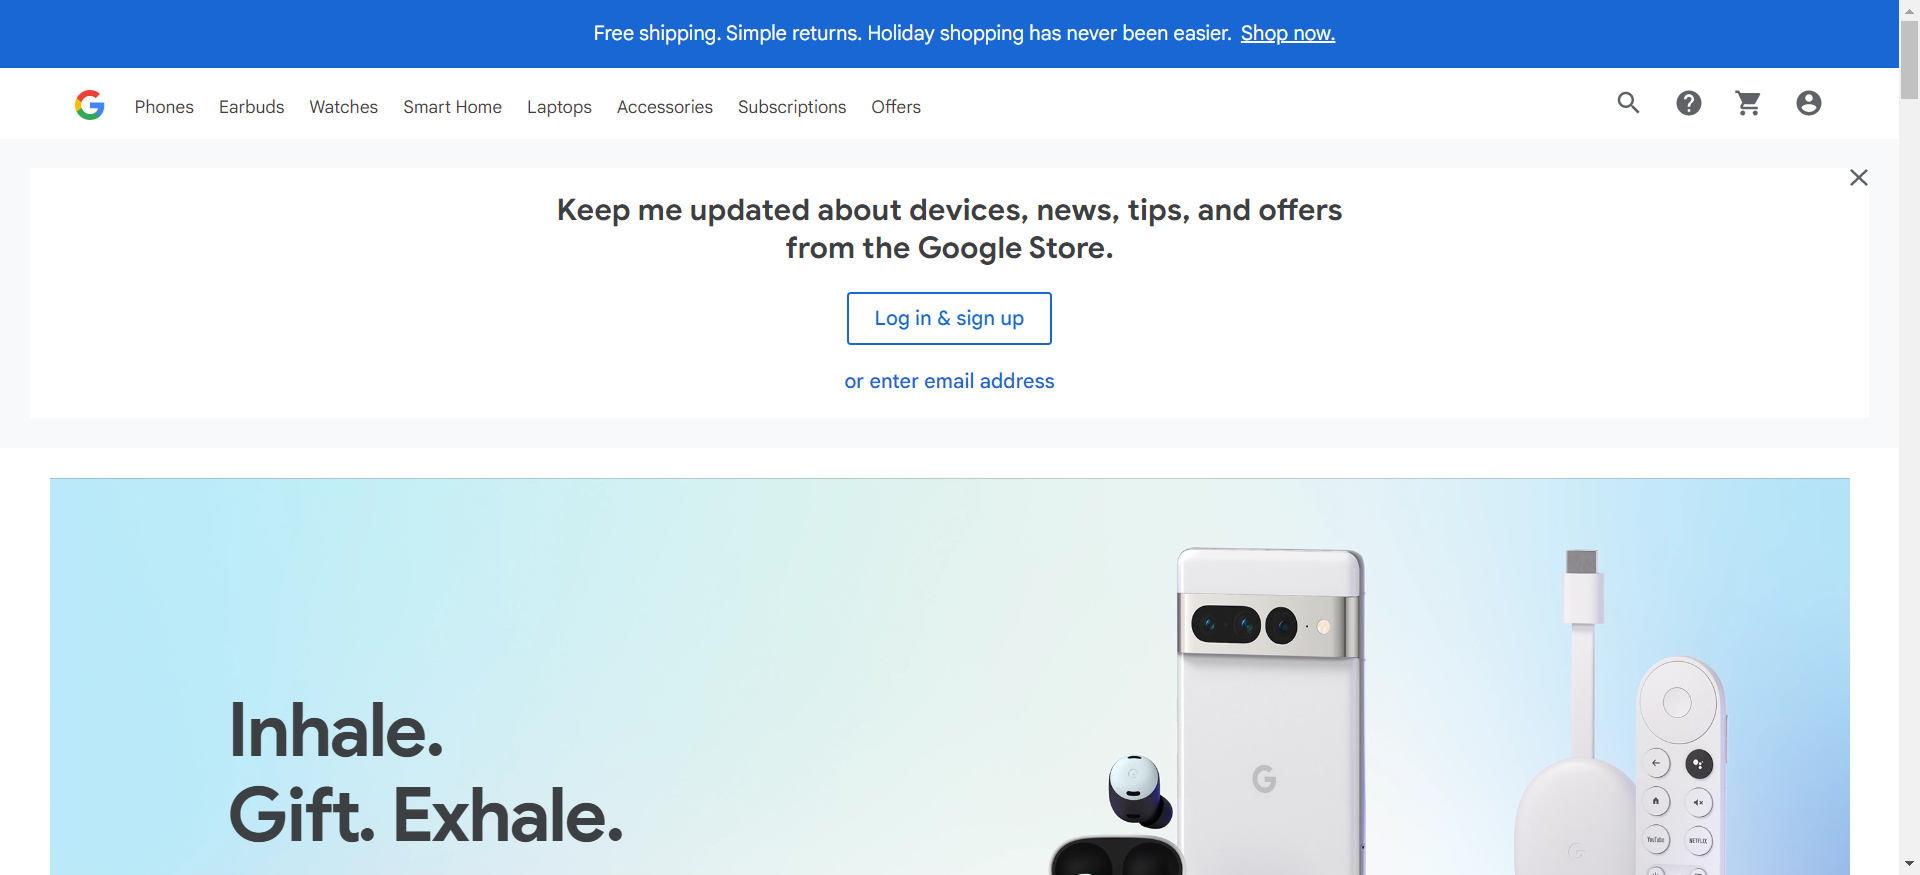 Free shipping. Simple returns. Holiday shopping has never been easier. Shop now.
Phones Earbuds Watches Smart Home Laptops Accessories Subscriptions Offers
Keep me updated about devices, news, tips, and offers
from the Google Store.
Log in & sign up
or enter email address
Inhale.
Gift. Exhale.
YouTube NETFLIX